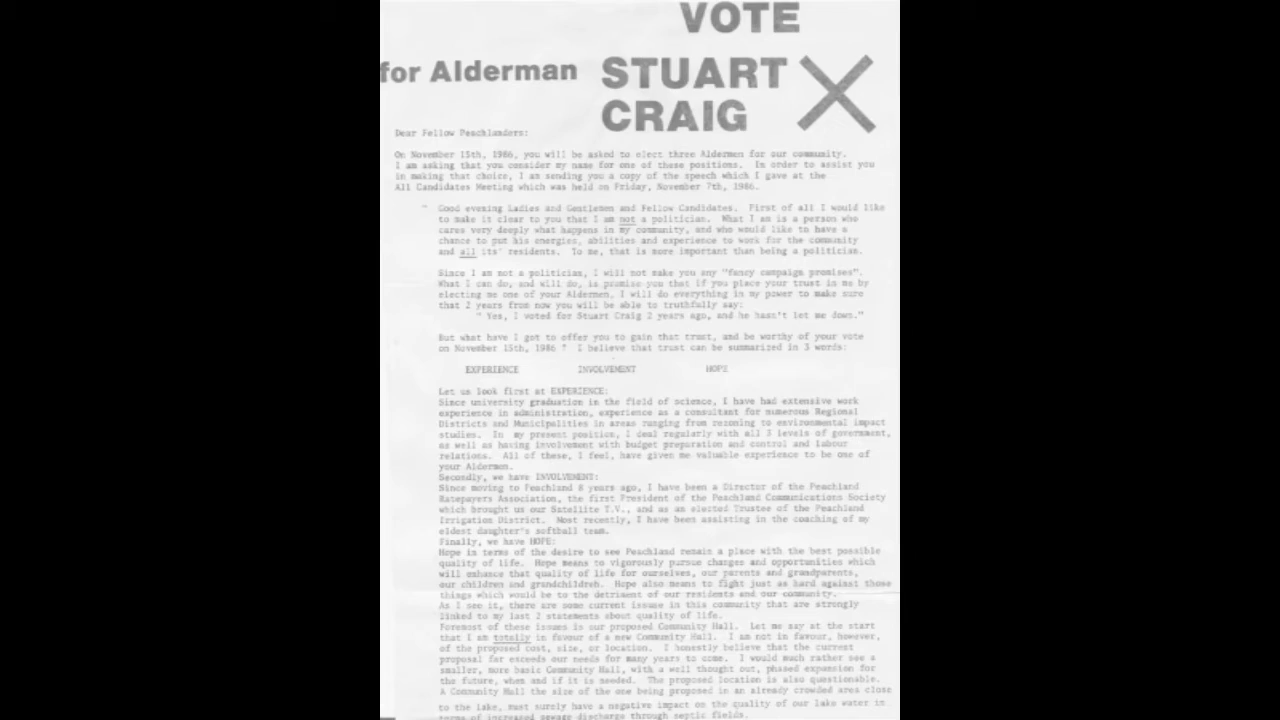 VOTE
for Alderman STUART
CRAIG
Dear Fellow Peachlanders:
On November 15th, 1986, you will be asked to elect three Aldermen for our community.
I am asking that you consider my name for one of these positions. In order to assist you
in making that choice, I am sending you a copy of the speech which I gave at the
All Candidates Meeting which was held on Friday, November 7th, 1986.
" Good evening Ladies and Gentlemen and Fellow Candidates. First of all I would like
to make it clear to you that I am not a politician. What I am is a person who
cares very deeply what happens in my community, and who would like to have a
chance to put his energies, abilities and experience to work for the community
and all its' residents. To me, that is more important than being a politician.
Since I am not a politician, I will not make you any "fancy campaign promises".
What I can do, and will do, is promise you that if you place your trust in me by
electing me one of your Aldermen, I will do everything in my power to make sure
that 2 years from now you will be able to truthfully say:
" Yes, I voted for Stuart Craig 2 years ago, and he hasn't let me down."
But what have I got to offer you to gain that trust, and be worthy of your vote
on November 15th, 1986 " I believe that trust can be summarized in 3 words:
EXPERIENCE INVOLVEMENT HOPE
Let us look first at EXPERIENCE:
Since university graduation in the field of science, I have had extensive work
experience in administration, experience as a consultant for numerous Regional
Districts and Municipalities in areas ranging from rezoning to environmental impact
studies. In my present position, I deal regularly with all 3 levels of government,
as well as having involvement with budget preparation and control and labour
relations. All of these, I feel, have given me valuable experience to be one of
your Aldermen.
Secondly, we have INVOLVEMENT:
Since moving to Peachland 8 years ago, I have been a Director of the Peachland
Ratepayers Association, the first President of the Peachland Communications Society
which brought us our Satellite T.V., and as an elected Trustee of the Peachland
Irrigation District. Most recently, I have been assisting in the coaching of my
eldest daughter's softball team.
Finally, we have HOPE:
Hope in terms of the desire to see Peachland remain a place with the best possible
quality of life. Hope means to vigorously pursue changes and opportunities which
will enhance that quality of life for ourselves, our parents and grandparents,
our children and grandchildren. Hope also means to fight just as hard against those
things which would be to the detriment of our residents and our community.
As I see it, there are some current issues in this community that are strongly
linked to my last 2 statements about quality of life.
Foremost of these issues is our proposed Community Hall. Let me say at the start
that I am totally in favour of a new Community Hall. I am not in favour, however,
of the proposed cost, size, or location. I honestly believe that the current
proposal far exceeds our needs for many years to come. I would much rather see a
smaller, more basic Community Hall, with a well thought out, phased expansion for
the future, when and if it is needed. The proposed location is also questionable.
A Community Hall the size of the one being proposed in an already crowded area close
to the lake, must surely have a negative impact on the quality of our lake water in
terms of increased sewage discharge through septic fields.